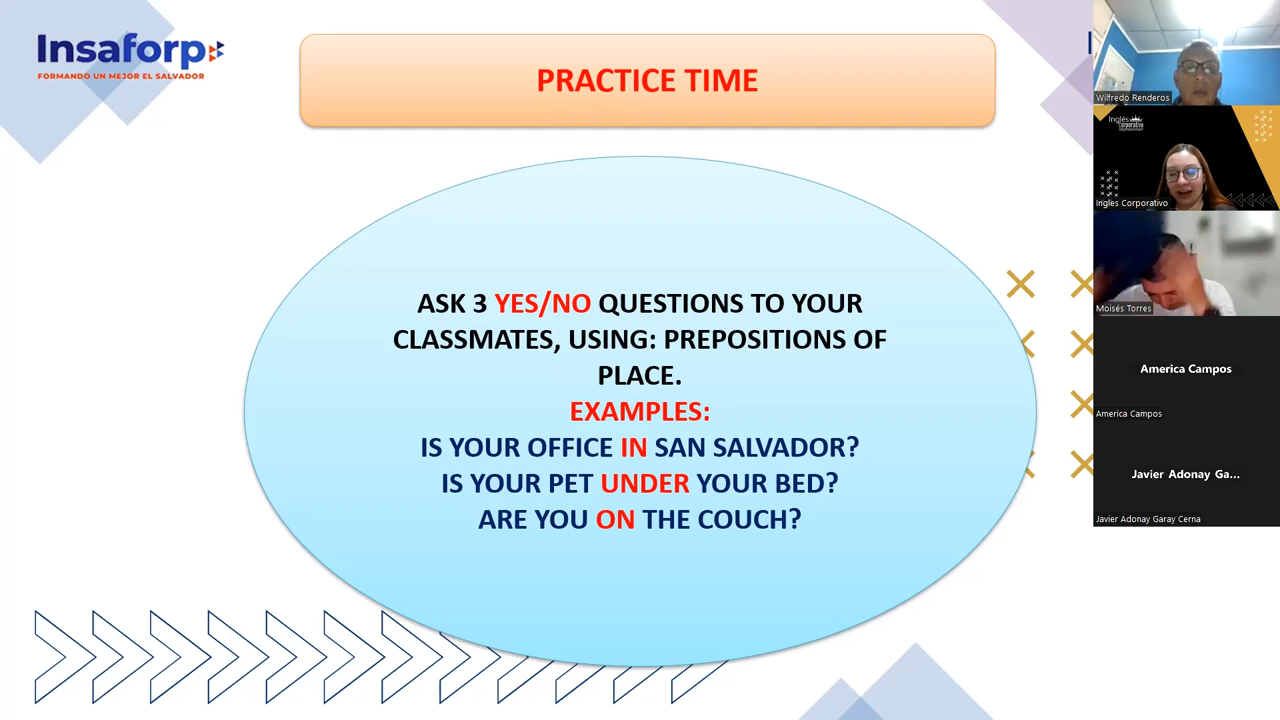 Insaforp
FORMANDO UN MEJOR EL SALVADOR
PRACTICE TIME
ASK 3 YES/NO QUESTIONS TO YOUR
CLASSMATES, USING: PREPOSITIONS OF
PLACE.
EXAMPLES:
IS YOUR OFFICE IN SAN SALVADOR?
IS YOUR PET UNDER YOUR BED?
ARE YOU ON THE COUCH?
Wilfredo Renderos
Inglés
Corporativo
Ingles Corporativo
Moisés Torres
America Campos
America Campos
Javier Adonay Ga...
Javier Adonay Garay Cerna